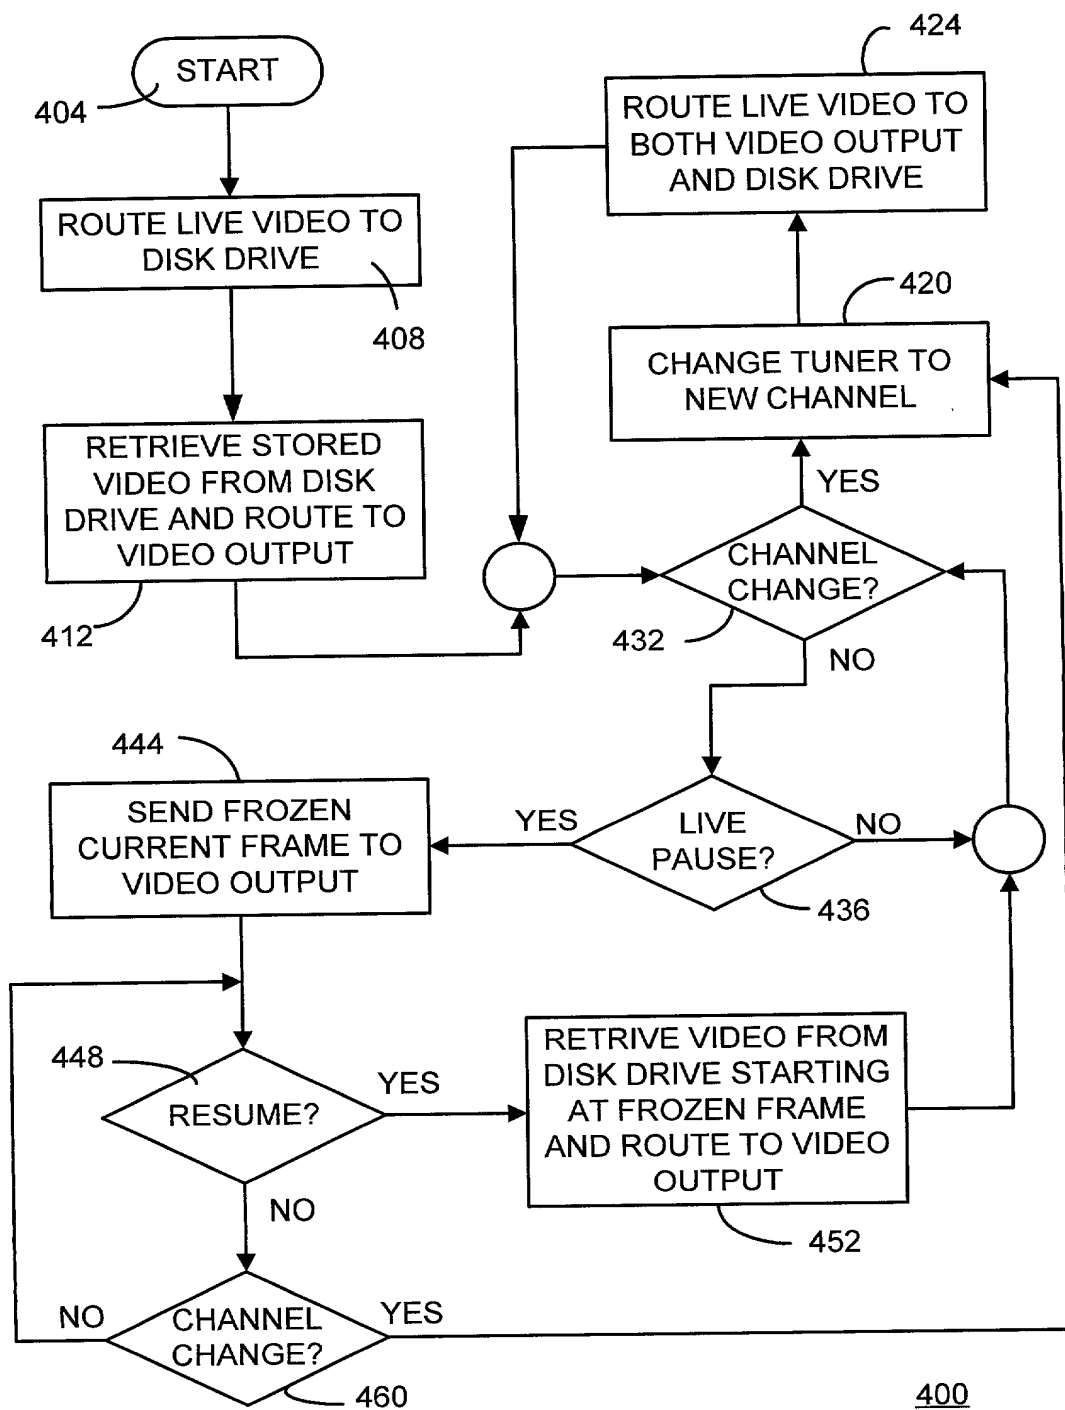 START
404
ROUTE LIVE VIDEO TO
DISK DRIVE
408
RETRIEVE STORED
VIDEO FROM DISK
DRIVE AND ROUTE TO
VIDEO OUTPUT
412
424
ROUTE LIVE VIDEO TO
BOTH VIDEO OUTPUT
AND DISK DRIVE
420
CHANGE TUNER TO
NEW CHANNEL
YES
CHANNEL
CHANGE?
432
NO
LIVE
PAUSE?
YES
NO
436
444
SEND FROZEN
CURRENT FRAME TO
VIDEO OUTPUT
448
RESUME?
YES
NO
RETRIVE VIDEO FROM
DISK DRIVE STARTING
AT FROZEN FRAME
AND ROUTE TO VIDEO
OUTPUT
452
CHANNEL
CHANGE?
NO
YES
460
400